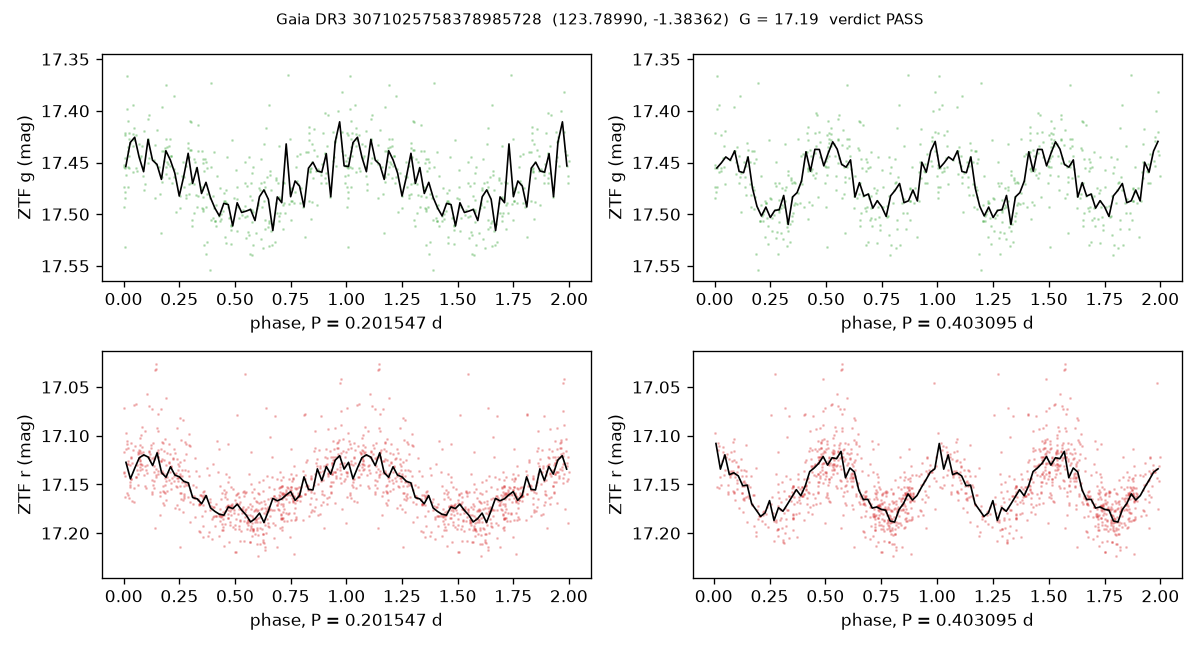 Gaia DR3 3071025758378985728 (123.78990, -1.38362) G = 17.19 verdict PASS
ZTF g (mag)
17.35
17.40
17.45
17.50
17.55
0.00 0.25 0.50 0.75 1.00 1.25 1.50 1.75 2.00
phase, P = 0.201547 d
ZTF g (mag)
17.35
17.40
17.45
17.50
17.55
0.00 0.25 0.50 0.75 1.00 1.25 1.50 1.75 2.00
phase, P = 0.403095 d
ZTF r (mag)
17.05
17.10
17.15
17.20
0.00 0.25 0.50 0.75 1.00 1.25 1.50 1.75 2.00
phase, P = 0.201547 d
ZTF r (mag)
17.05
17.10
17.15
17.20
0.00 0.25 0.50 0.75 1.00 1.25 1.50 1.75 2.00
phase, P = 0.403095 d